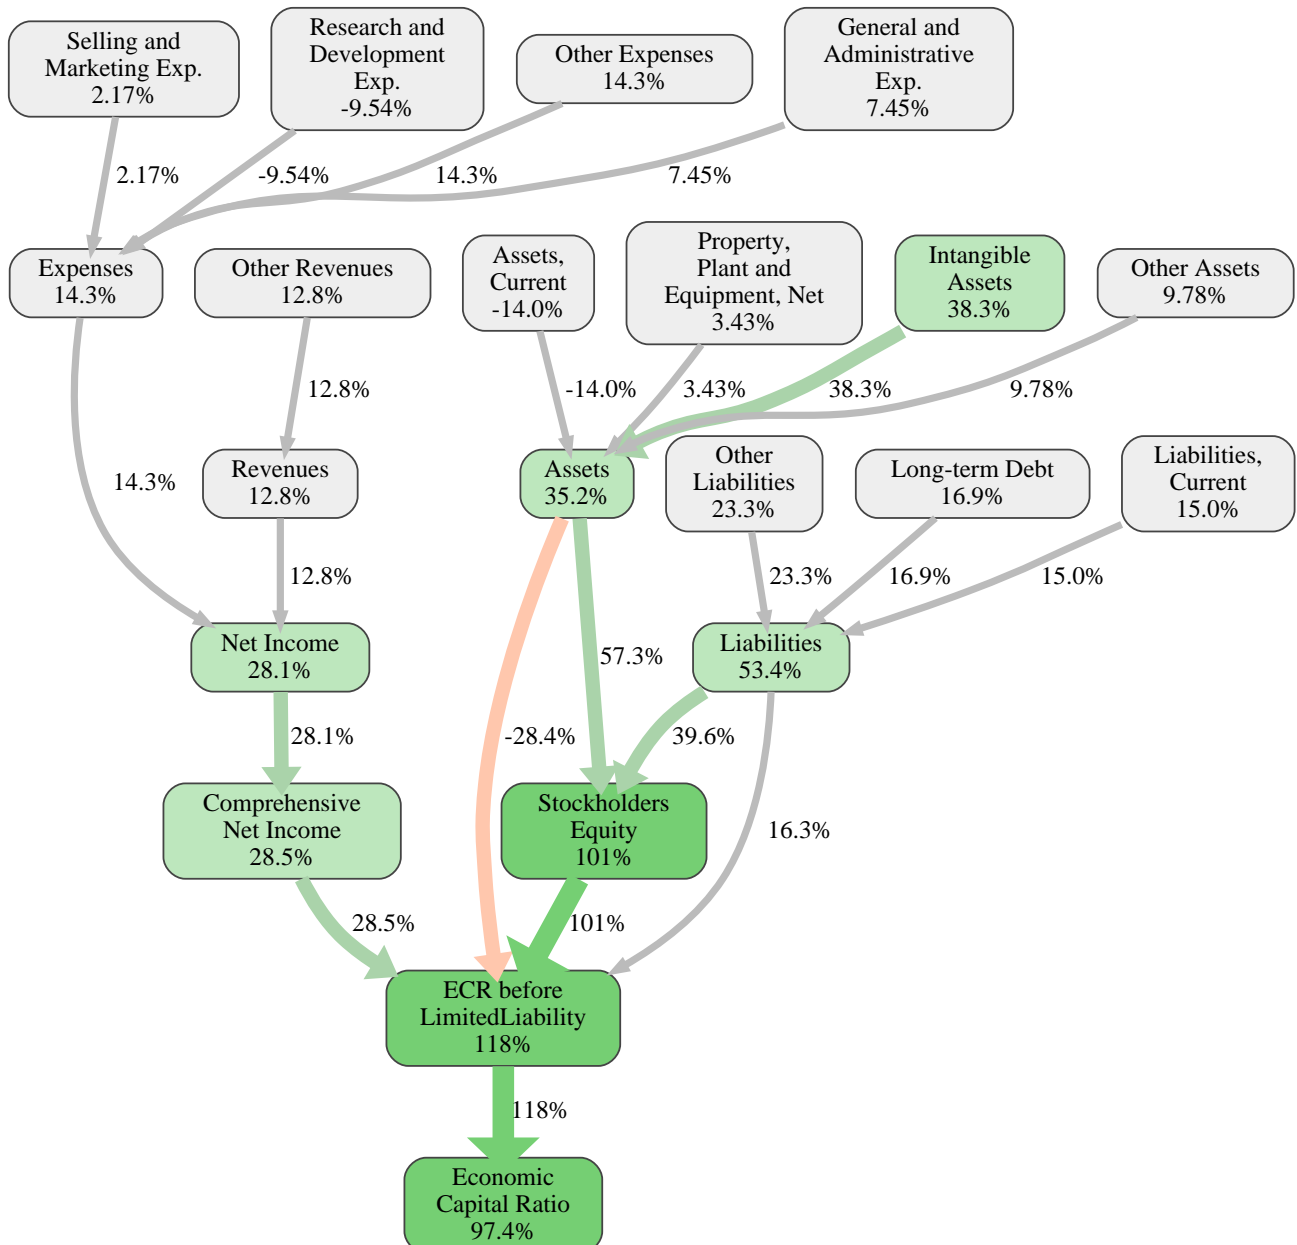 Selling and
Marketing Exp.
2.17%
Research and
Development
Exp.
-9.54%
Other Expenses
14.3%
General and
Administrative
Exp.
7.45%
2.17%
-9.54%
14.3%
7.45%
Expenses
14.3%
Other Revenues
12.8%
Assets,
Current
-14.0%
Property,
Plant and
Equipment, Net
3.43%
Intangible
Assets
38.3%
Other Assets
9.78%
12.8%
-14.0%
3.43%
38.3%
9.78%
14.3%
Revenues
12.8%
Assets
35.2%
Other
Liabilities
23.3%
Long-term Debt
16.9%
Liabilities,
Current
15.0%
12.8%
23.3%
16.9%
15.0%
Net Income
28.1%
57.3%
Liabilities
53.4%
28.1%
-28.4%
39.6%
Comprehensive
Net Income
28.5%
Stockholders
Equity
101%
16.3%
28.5%
101%
ECR before
LimitedLiability
118%
118%
Economic
Capital Ratio
97.4%